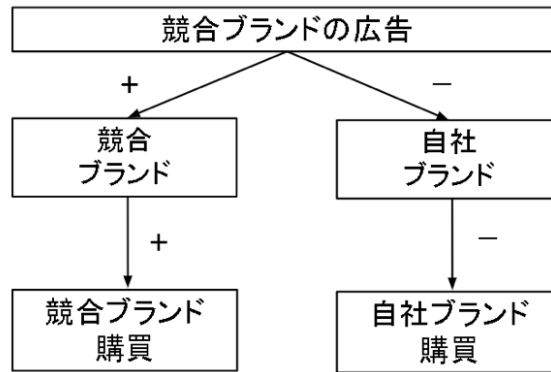 競合ブランドの広告
+
−
競合
ブランド
自社
ブランド
+
−
競合ブランド
購買
自社ブランド
購買